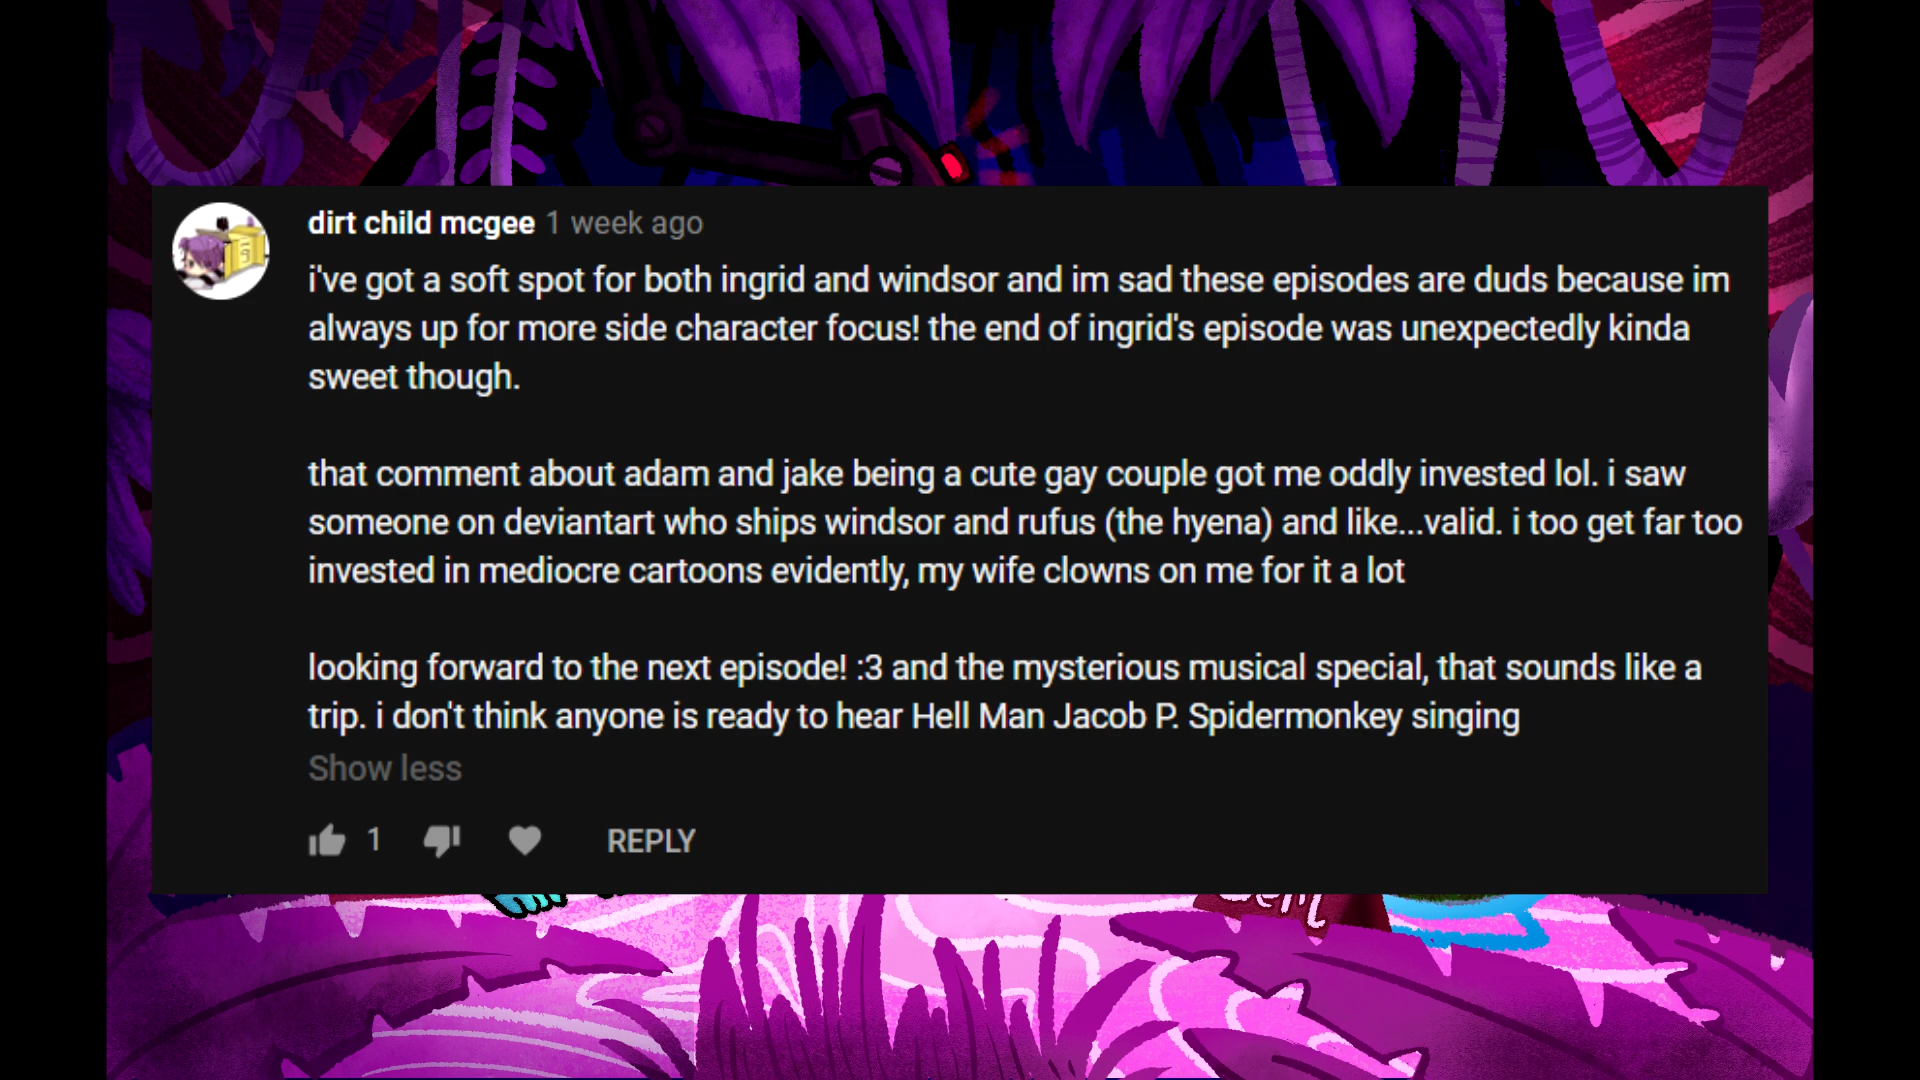 dirt child mcgee 1 week ago
i've got a soft spot for both ingrid and windsor and im sad these episodes are duds because im
always up for more side character focus! the end of ingrid's episode was unexpectedly kinda
sweet though.
that comment about adam and jake being a cute gay couple got me oddly invested lol. i saw
someone on deviantart who ships windsor and rufus (the hyena) and like...valid. i too get far too
invested in mediocre cartoons evidently, my wife clowns on me for it a lot
looking forward to the next episode! :3 and the mysterious musical special, that sounds like a
trip. i don't think anyone is ready to hear Hell Man Jacob P. Spidermonkey singing
Show less
1 REPLY